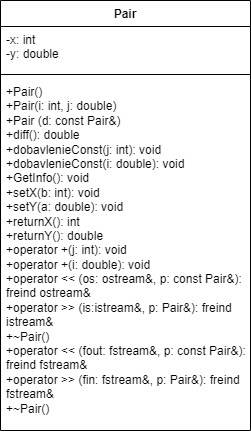 Pair
-x: int
-y: double
+Pair()
+Pair(i: int, j: double)
+Pair (d: const Pair&)
+diff(): double
+dobavlenieConst(j: int): void
+dobavlenieConst(i: double): void
+GetInfo(): void
+setX(b: int): void
+setY(a: double): void
+returnX(): int
+returnY(): double
+operator +(j: int): void
+operator +(i: double): void
+operator << (os: ostream&, p: const Pair&):
freind ostream&
+operator >> (is:istream&, p: Pair&): freind
istream&
+~Pair()
+operator << (fout: fstream&, p: const Pair&):
freind fstream&
+operator >> (fin: fstream&, p: Pair&): freind
fstream&
+~Pair()